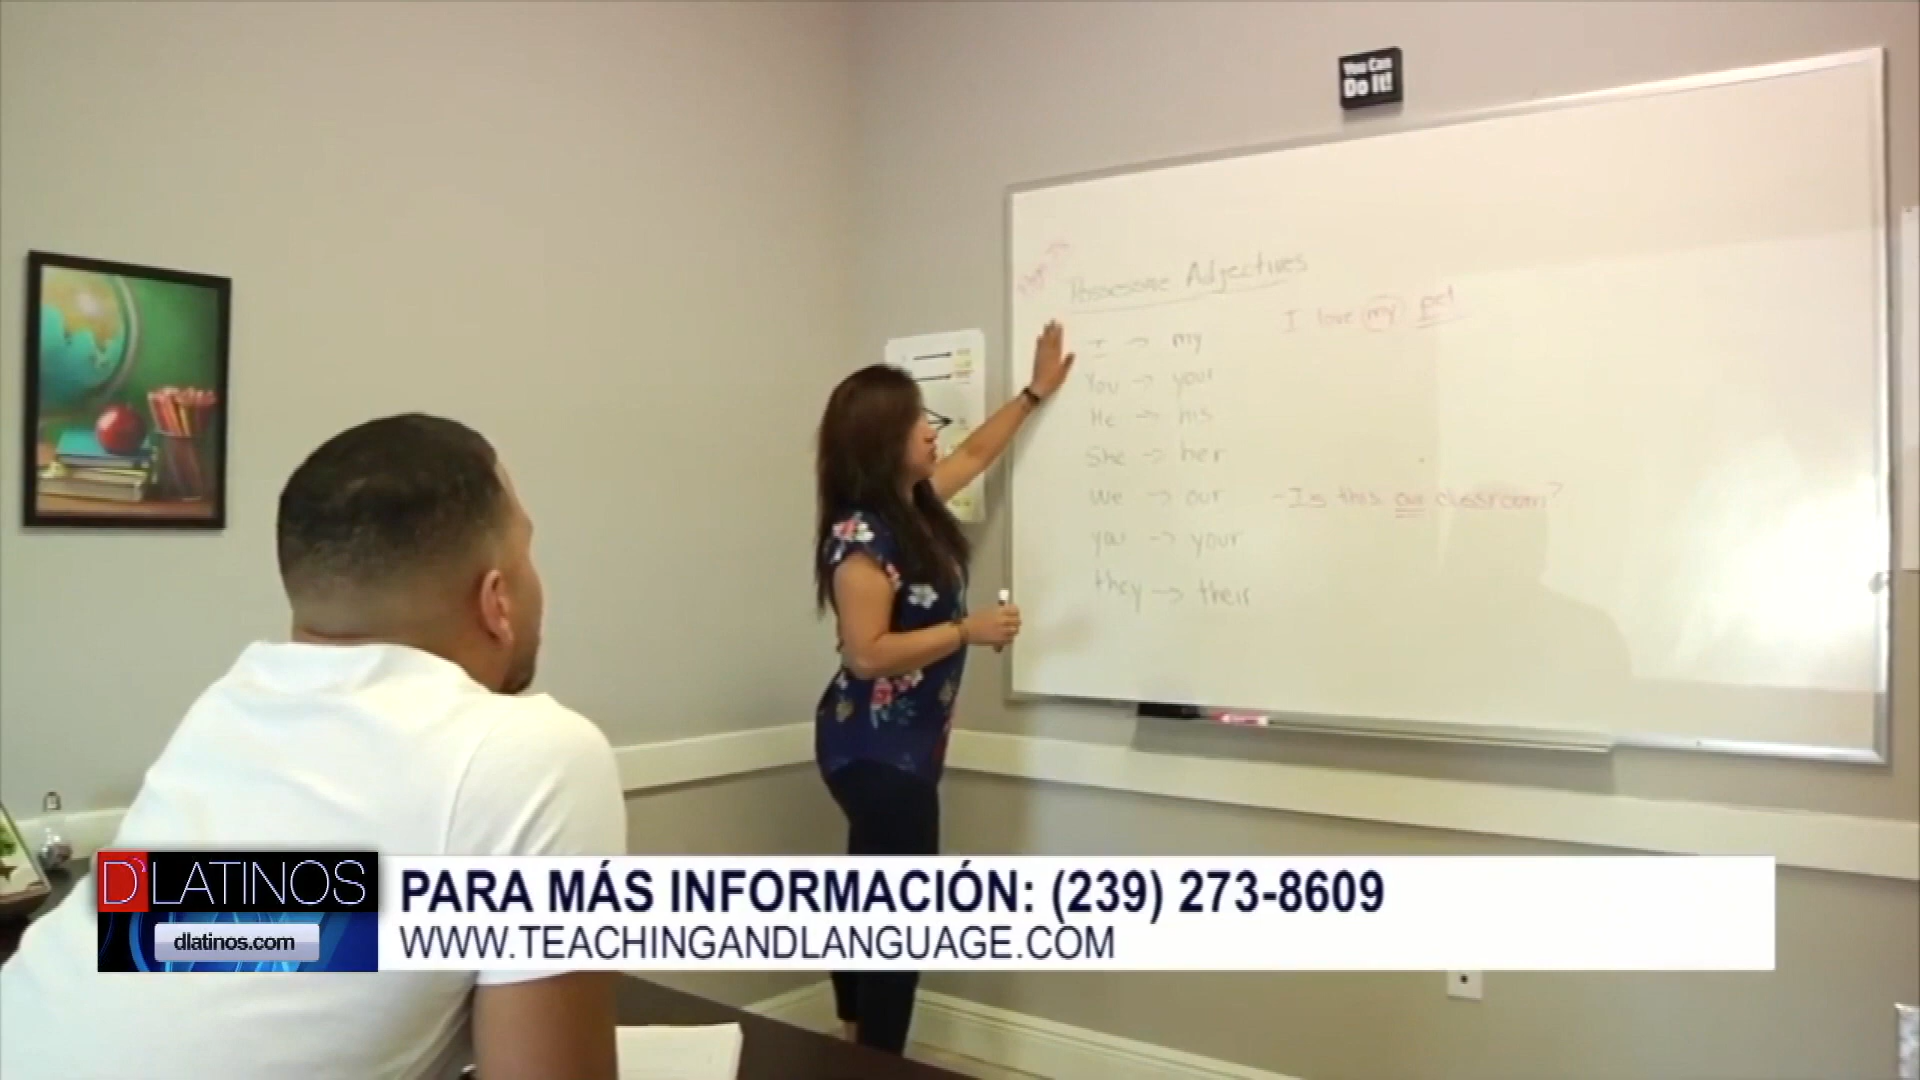 You Can
Do It!
Possessive Adjectives
I → my
I love my pet
You → your
He → his
She → her
We → our
- Is this our classroom?
you → your
they → their
D'LATINOS
dlatinos.com
PARA MÁS INFORMACIÓN: (239) 273-8609
WWW.TEACHINGANDLANGUAGE.COM